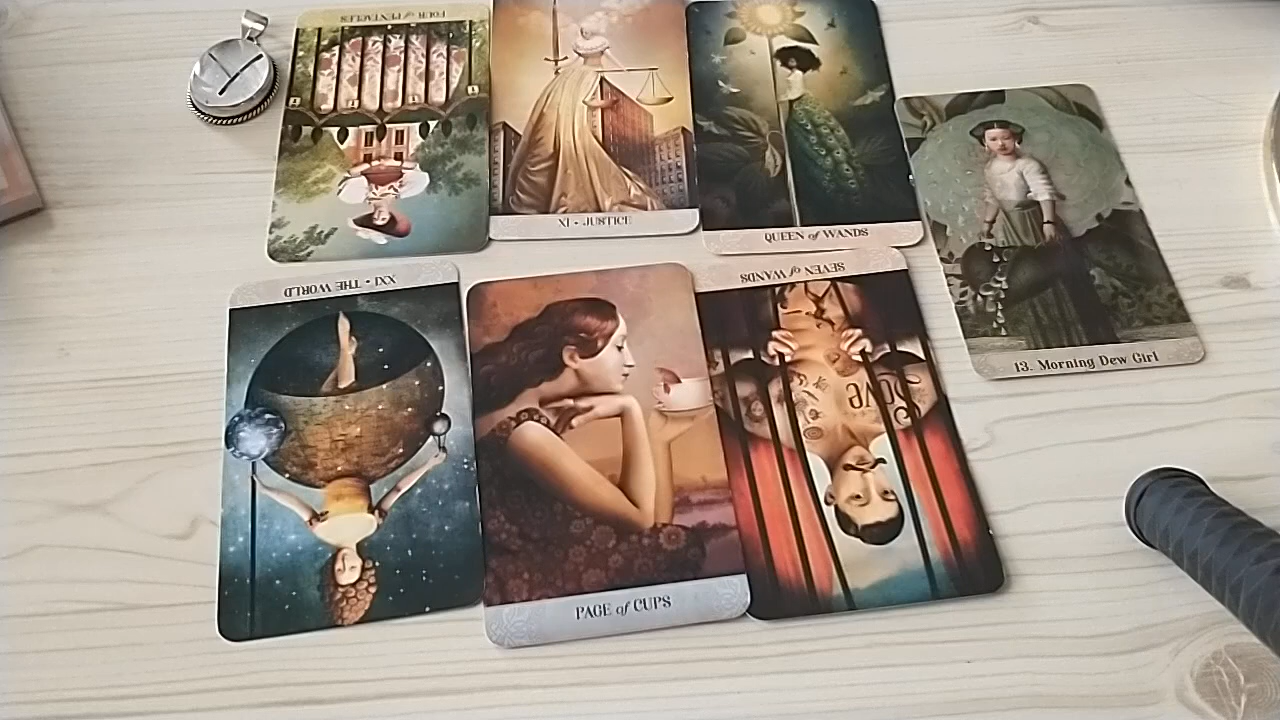 FOUR of PENTACLES
XI • JUSTICE
QUEEN of WANDS
13. Morning Dew Girl
XXI • THE WORLD
PAGE of CUPS
SEVEN of WANDS
Love